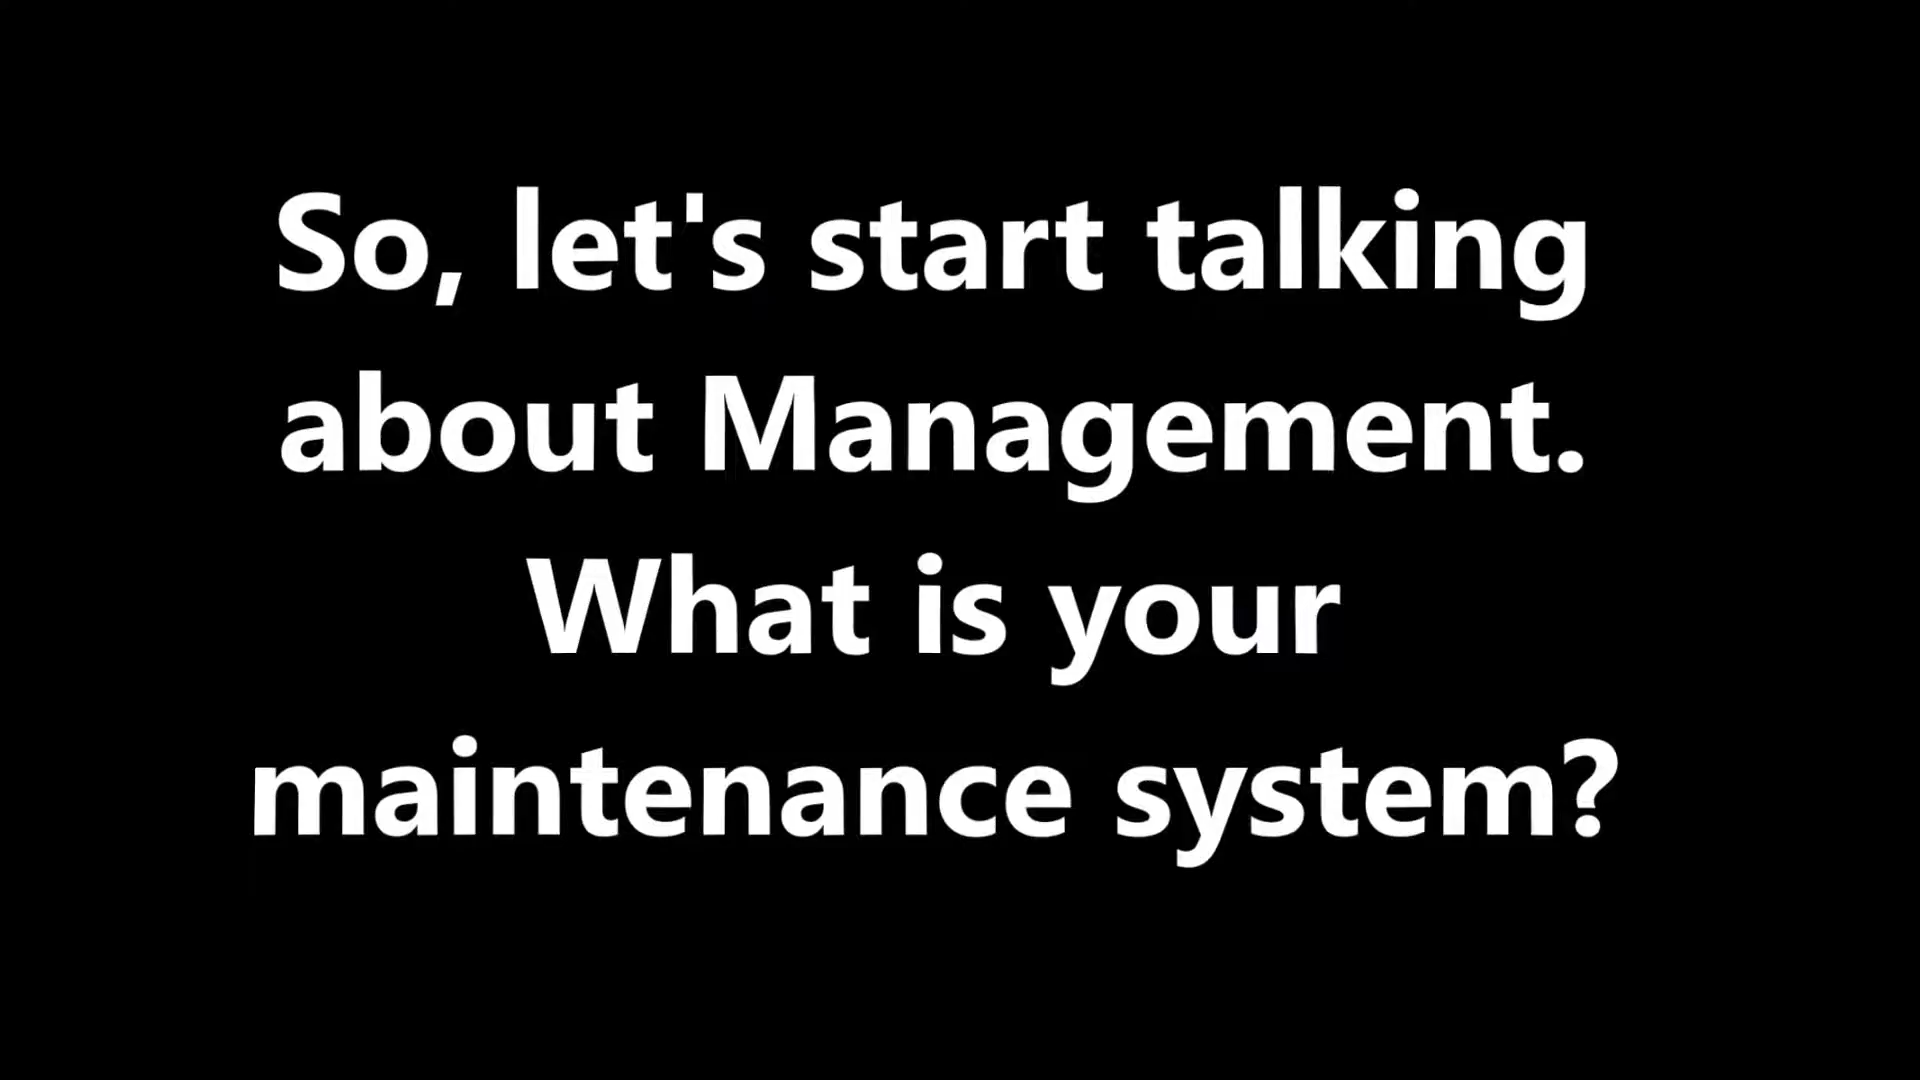 So, let's start talking
about Management.
What is your
maintenance system?